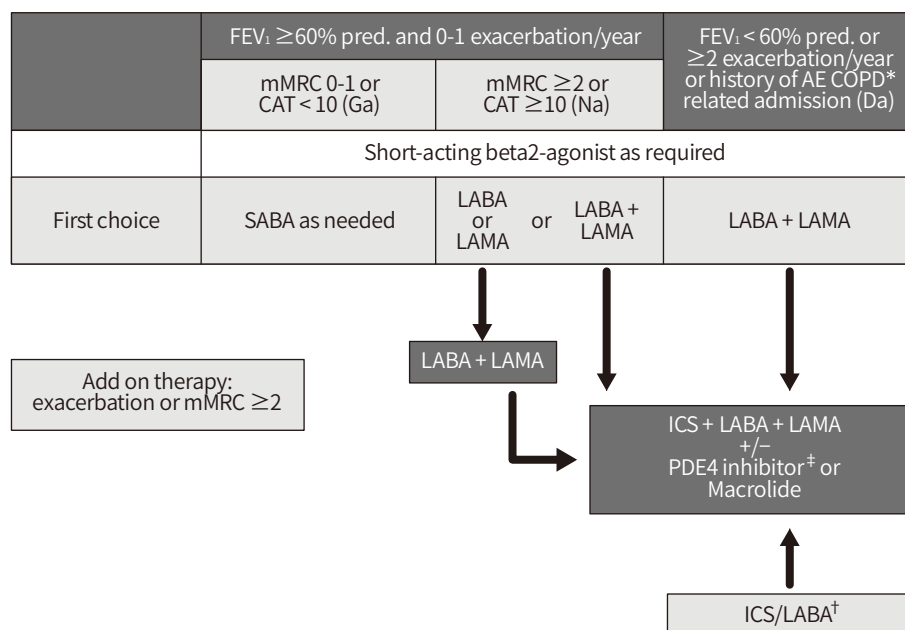 FEV₁ ≥60% pred. and 0-1 exacerbation/year
FEV₁ < 60% pred. or
≥2 exacerbation/year
or history of AE COPD*
related admission (Da)
mMRC 0-1 or
CAT < 10 (Ga)
mMRC ≥2 or
CAT ≥10 (Na)
Short-acting beta2-agonist as required
First choice
SABA as needed
LABA
or
LAMA
or
LABA +
LAMA
LABA + LAMA
LABA + LAMA
Add on therapy:
exacerbation or mMRC ≥2
ICS + LABA + LAMA
+/−
PDE4 inhibitor‡ or
Macrolide
ICS/LABA†